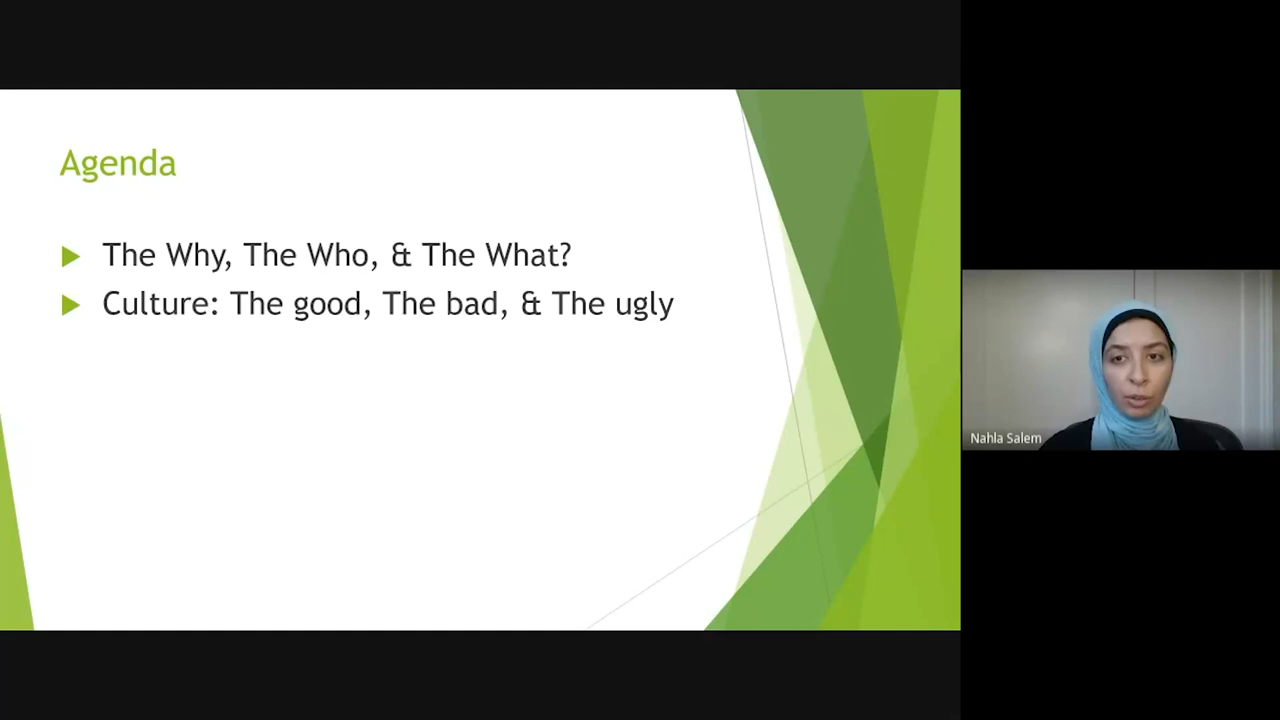 Agenda
The Why, The Who, & The What?
Culture: The good, The bad, & The ugly
Nahla Salem